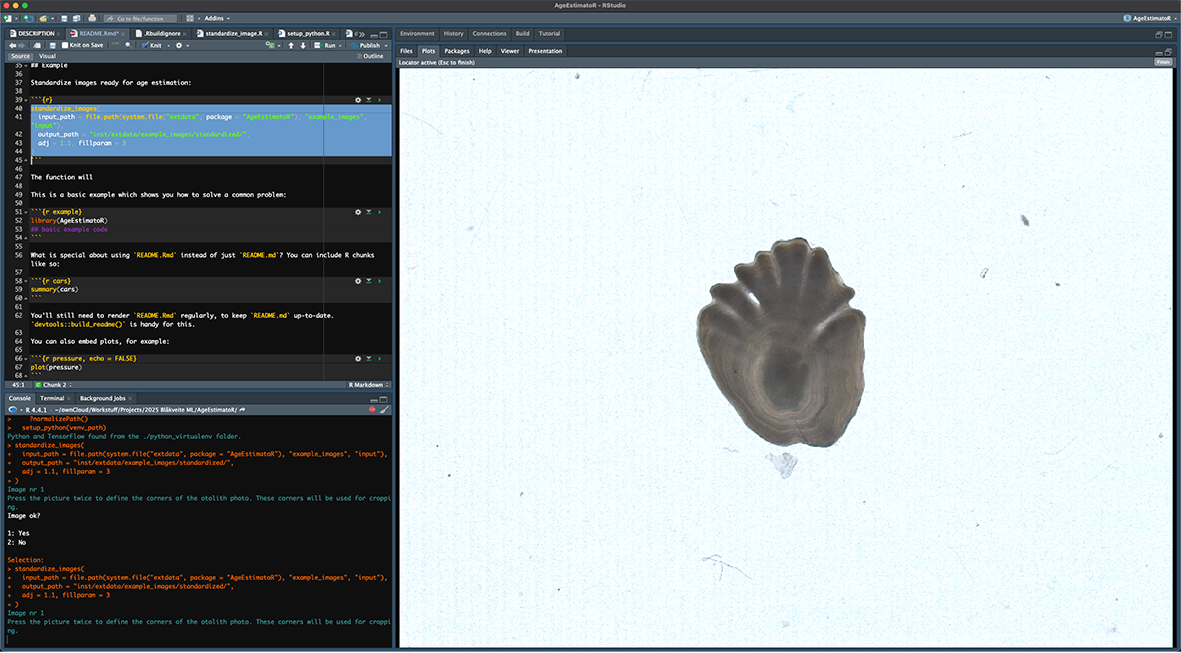 AgeEstimatoR - RStudio
Go to file/function
Addins
AgeEstimatoR
DESCRIPTION
README.Rmd*
.Rbuildignore
standardize_image.R
setup_python.R
Knit on Save
Knit
Run
Publish
Source
Visual
Outline
35 ## Example
36
37 Standardize images ready for age estimation:
38
39 ```{r}
40 standardize_images(
41 input_path = file.path(system.file("extdata", package = "AgeEstimatoR"), "example_images",
"input"),
42 output_path = "inst/extdata/example_images/standardized/",
43 adj = 1.1, fillparam = 3
44 )
45 ```
46
47 The function will
48
49 This is a basic example which shows you how to solve a common problem:
50
51 ```{r example}
52 library(AgeEstimatoR)
53 ## basic example code
54 ```
55
56 What is special about using `README.Rmd` instead of just `README.md`? You can include R chunks
like so:
57
58 ```{r cars}
59 summary(cars)
60 ```
61
62 You'll still need to render `README.Rmd` regularly, to keep `README.md` up-to-date.
`devtools::build_readme()` is handy for this.
63
64 You can also embed plots, for example:
65
66 ```{r pressure, echo = FALSE}
67 plot(pressure)
68 ```
45:1
Chunk 2
R Markdown
Console
Terminal
Background Jobs
R 4.4.1 · ~/ownCloud/Workstuff/Projects/2025 Blåkveite ML/AgeEstimatoR/
> ?normalizePath()
> setup_python(venv_path)
Python and TensorFlow found from the ./python_virtualenv folder.
> standardize_images(
+ input_path = file.path(system.file("extdata", package = "AgeEstimatoR"), "example_images", "input"),
+ output_path = "inst/extdata/example_images/standardized/",
+ adj = 1.1, fillparam = 3
+ )
Image nr 1
Press the picture twice to define the corners of the otolith photo. These corners will be used for croppi
ng.
Image ok?
1: Yes
2: No
Selection:
> standardize_images(
+ input_path = file.path(system.file("extdata", package = "AgeEstimatoR"), "example_images", "input"),
+ output_path = "inst/extdata/example_images/standardized/",
+ adj = 1.1, fillparam = 3
+ )
Image nr 1
Press the picture twice to define the corners of the otolith photo. These corners will be used for croppi
ng.
Environment
History
Connections
Build
Tutorial
Files
Plots
Packages
Help
Viewer
Presentation
Locator active (Esc to finish)
Finish